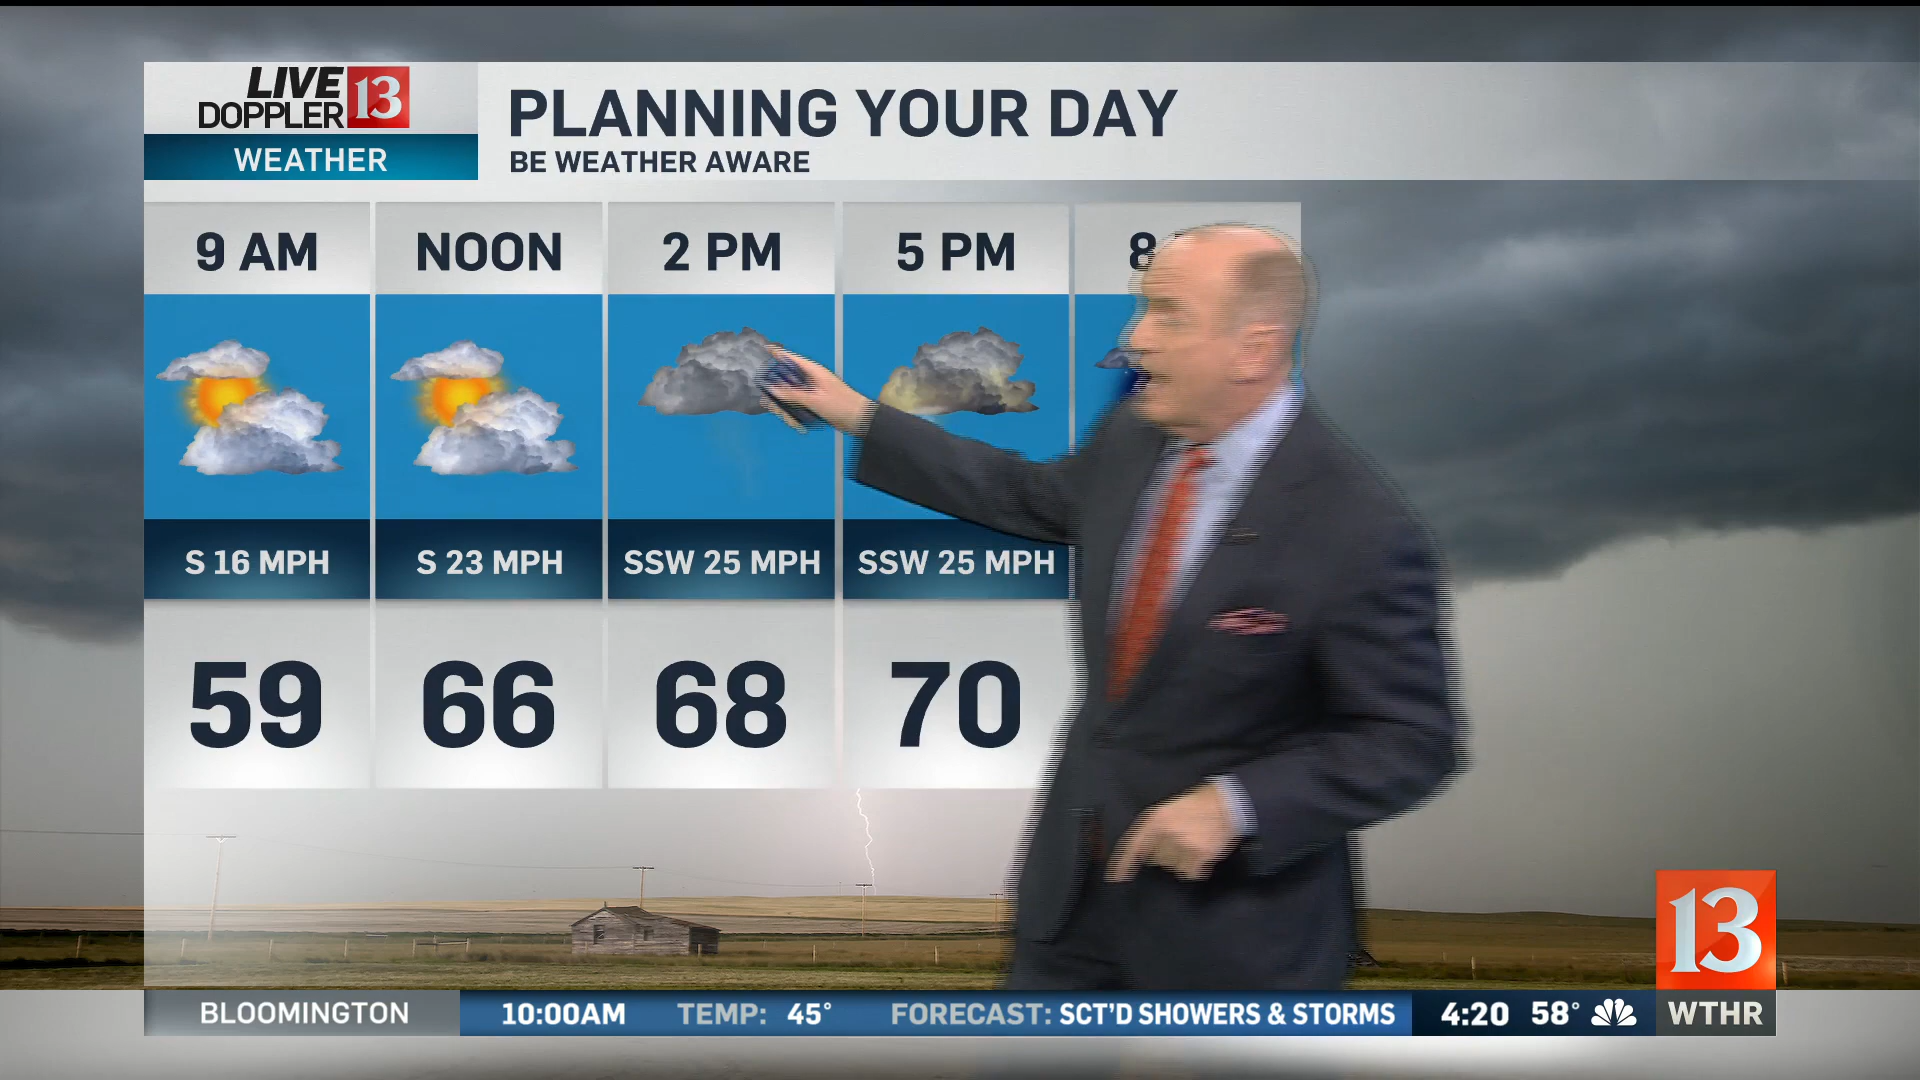 LIVE
DOPPLER 13
WEATHER
PLANNING YOUR DAY
BE WEATHER AWARE
9 AM
NOON
2 PM
5 PM
8
S 16 MPH
S 23 MPH
SSW 25 MPH
SSW 25 MPH
59
66
68
70
13
BLOOMINGTON
10:00AM
TEMP: 45°
FORECAST: SCT'D SHOWERS & STORMS
4:20
58°
WTHR